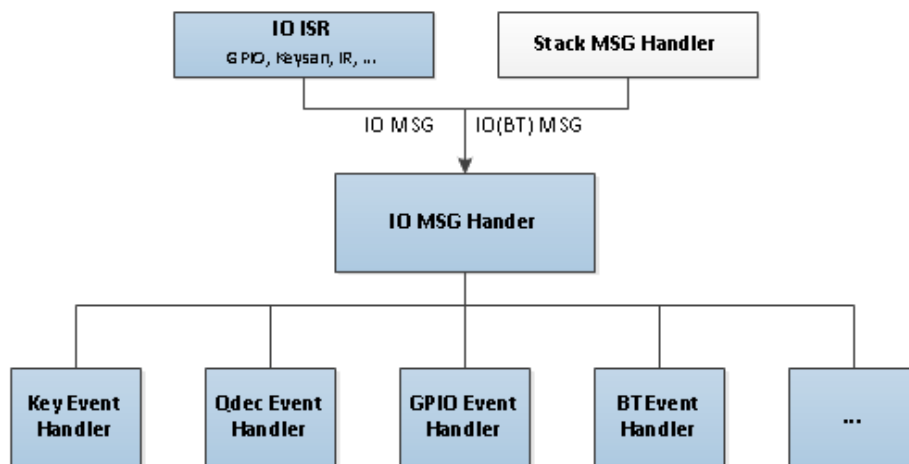 IO ISR
GPIO, Keysan, IR, ...
Stack MSG Handler
IO MSG
IO(BT) MSG
IO MSG Hander
Key Event
Handler
Qdec Event
Handler
GPIO Event
Handler
BT Event
Handler
...